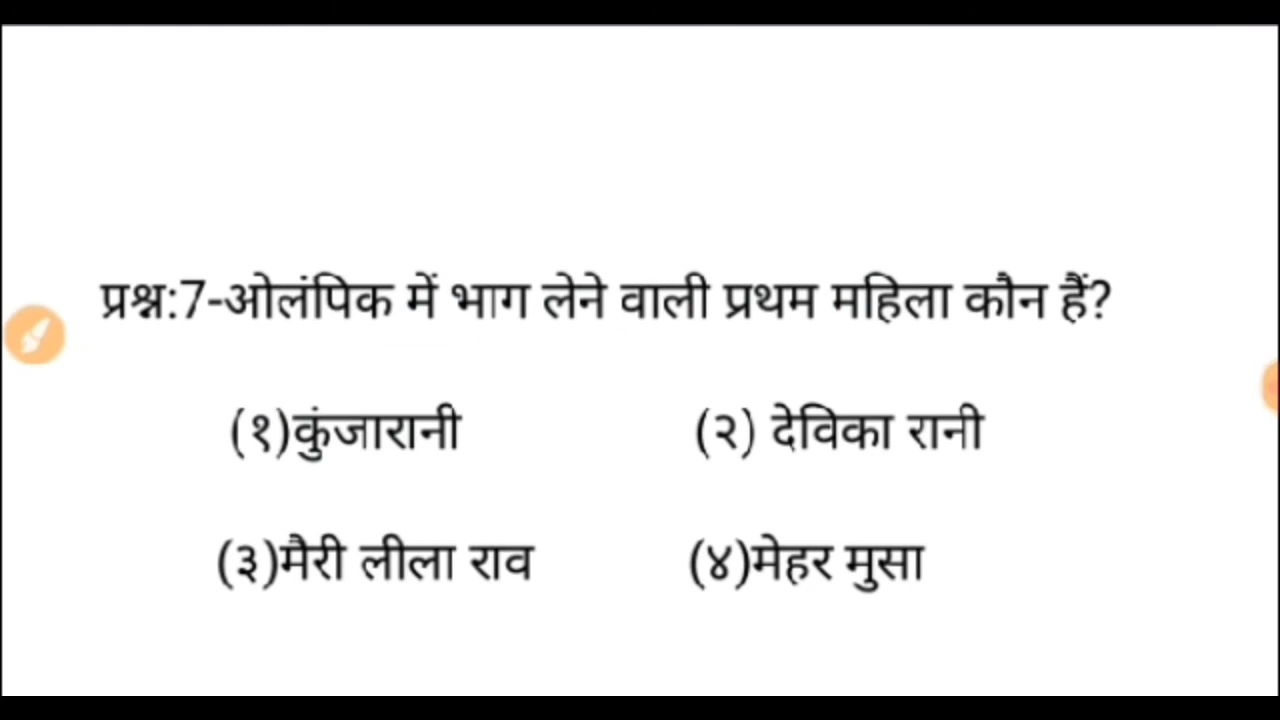 प्रश्न:7-ओलंपिक में भाग लेने वाली प्रथम महिला कौन हैं?
(१)कुंजारानी (२) देविका रानी
(३)मैरी लीला राव (४)मेहर मुसा